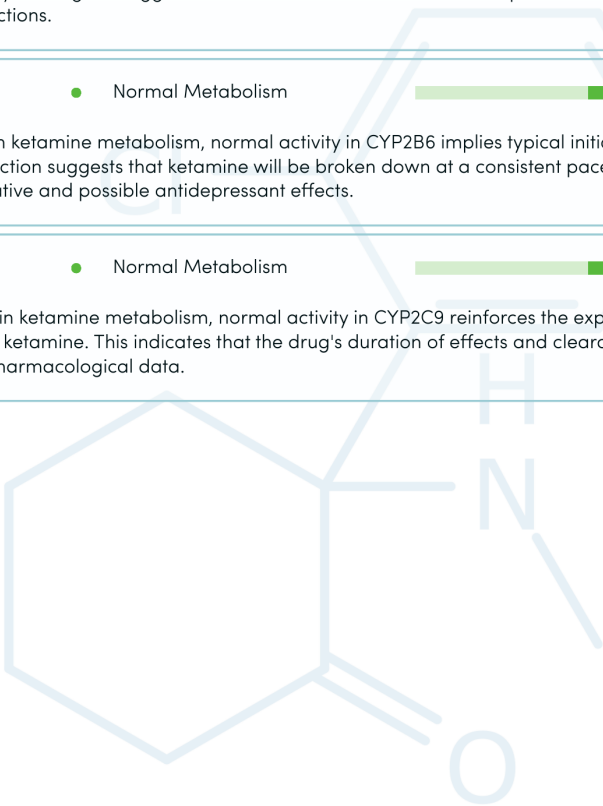 ctions.
Normal Metabolism
n ketamine metabolism, normal activity in CYP2B6 implies typical initi
ction suggests that ketamine will be broken down at a consistent pace
tive and possible antidepressant effects.
Cl
Normal Metabolism
in ketamine metabolism, normal activity in CYP2C9 reinforces the exp
ketamine. This indicates that the drug's duration of effects and clear
harmacological data.
H
N
O